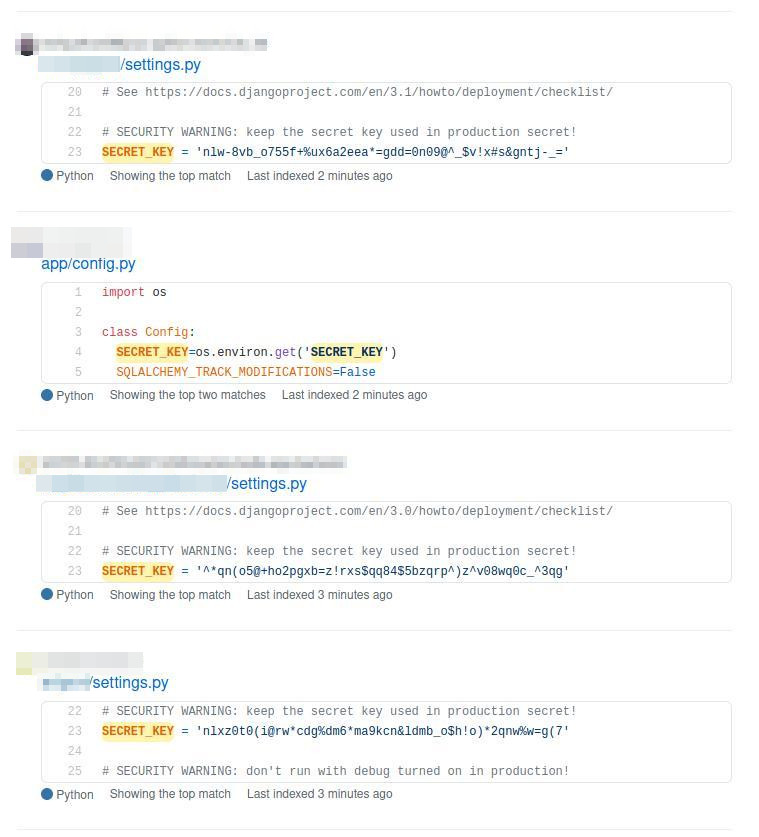 /settings.py
20 # See https://docs.djangoproject.com/en/3.1/howto/deployment/checklist/
21
22 # SECURITY WARNING: keep the secret key used in production secret!
23 SECRET_KEY = 'nlw-8vb_o755f+%ux6a2eea*=gdd=0n09@^_$v!x#s&gntj-_='
Python Showing the top match Last indexed 2 minutes ago
app/config.py
1 import os
2
3 class Config:
4 SECRET_KEY=os.environ.get('SECRET_KEY')
5 SQLALCHEMY_TRACK_MODIFICATIONS=False
Python Showing the top two matches Last indexed 2 minutes ago
/settings.py
20 # See https://docs.djangoproject.com/en/3.0/howto/deployment/checklist/
21
22 # SECURITY WARNING: keep the secret key used in production secret!
23 SECRET_KEY = '^*qn(o5@+ho2pgxb=z!rxs$qq84$5bzqrp^)z^v08wq0c_^3qg'
Python Showing the top match Last indexed 3 minutes ago
/settings.py
22 # SECURITY WARNING: keep the secret key used in production secret!
23 SECRET_KEY = 'nlxz0t0(i@rw*cdg%dm6*ma9kcn&ldmb_o$h!o)*2qnw%w=g(7'
24
25 # SECURITY WARNING: don't run with debug turned on in production!
Python Showing the top match Last indexed 3 minutes ago